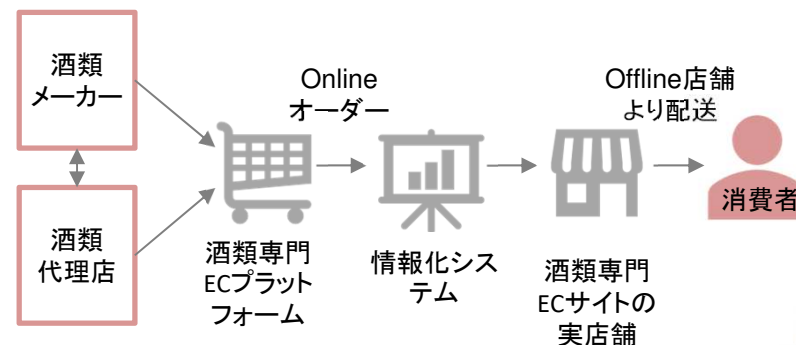 酒類
メーカー
酒類
代理店
酒類専門
ECプラット
フォーム
Online
オーダー
情報化シス
テム
酒類専門
ECサイトの
実店舗
Offline店舗
より配送
消費者